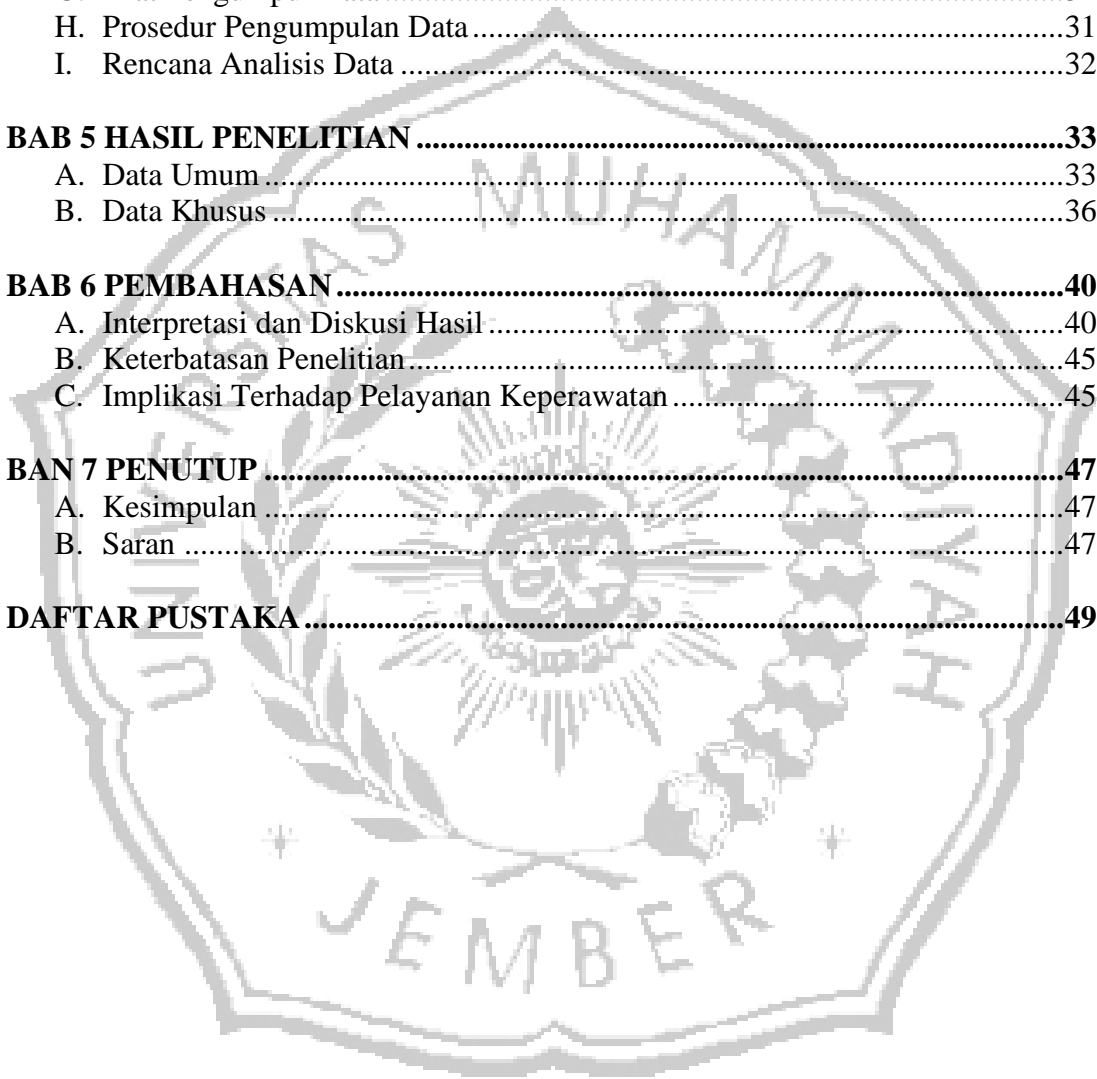 H. Prosedur Pengumpulan Data ........ 31
I. Rencana Analisis Data ........ 32
BAB 5 HASIL PENELITIAN ........ 33
A. Data Umum ........ 33
B. Data Khusus ........ 36
BAB 6 PEMBAHASAN ........ 40
A. Interpretasi dan Diskusi Hasil ........ 40
B. Keterbatasan Penelitian ........ 45
C. Implikasi Terhadap Pelayanan Keperawatan ........ 45
BAN 7 PENUTUP ........ 47
A. Kesimpulan ........ 47
B. Saran ........ 47
DAFTAR PUSTAKA ........ 49
UNIVERSITAS MUHAMMADIYAH
JEMBER